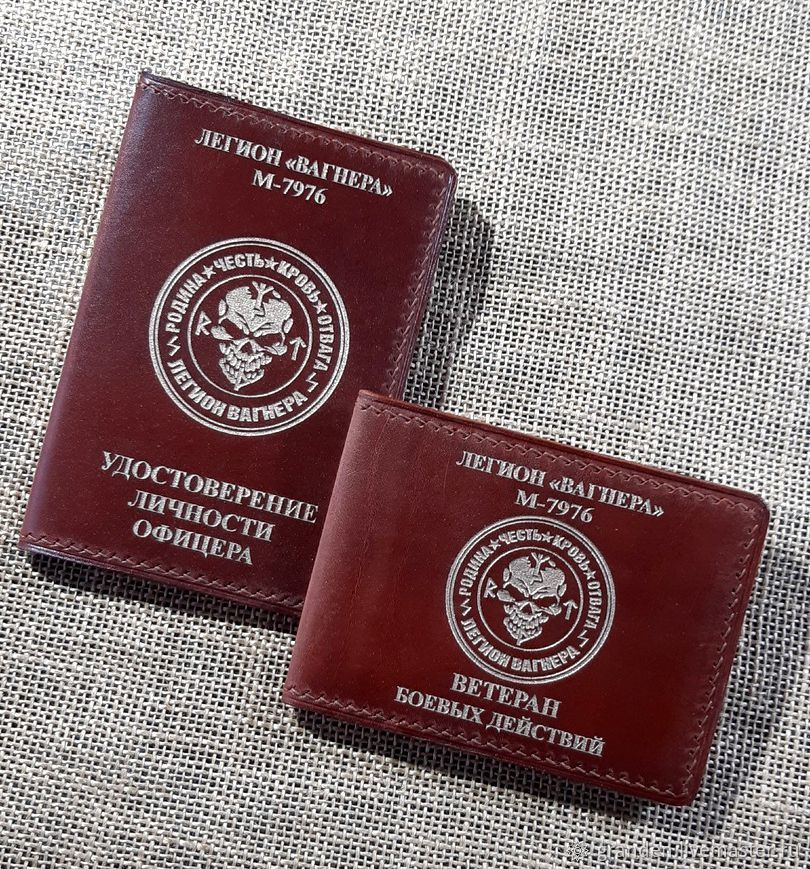 ЛЕГИОН «ВАГНЕРА»
М-7976
РОДИНА★ЧЕСТЬ★КРОВЬ★ОТВАГА
ЛЕГИОН ВАГНЕРА
УДОСТОВЕРЕНИЕ
ЛИЧНОСТИ
ОФИЦЕРА
ЛЕГИОН «ВАГНЕРА»
М-7976
РОДИНА★ЧЕСТЬ★КРОВЬ★ОТВАГА
ЛЕГИОН ВАГНЕРА
ВЕТЕРАН
БОЕВЫХ ДЕЙСТВИЙ